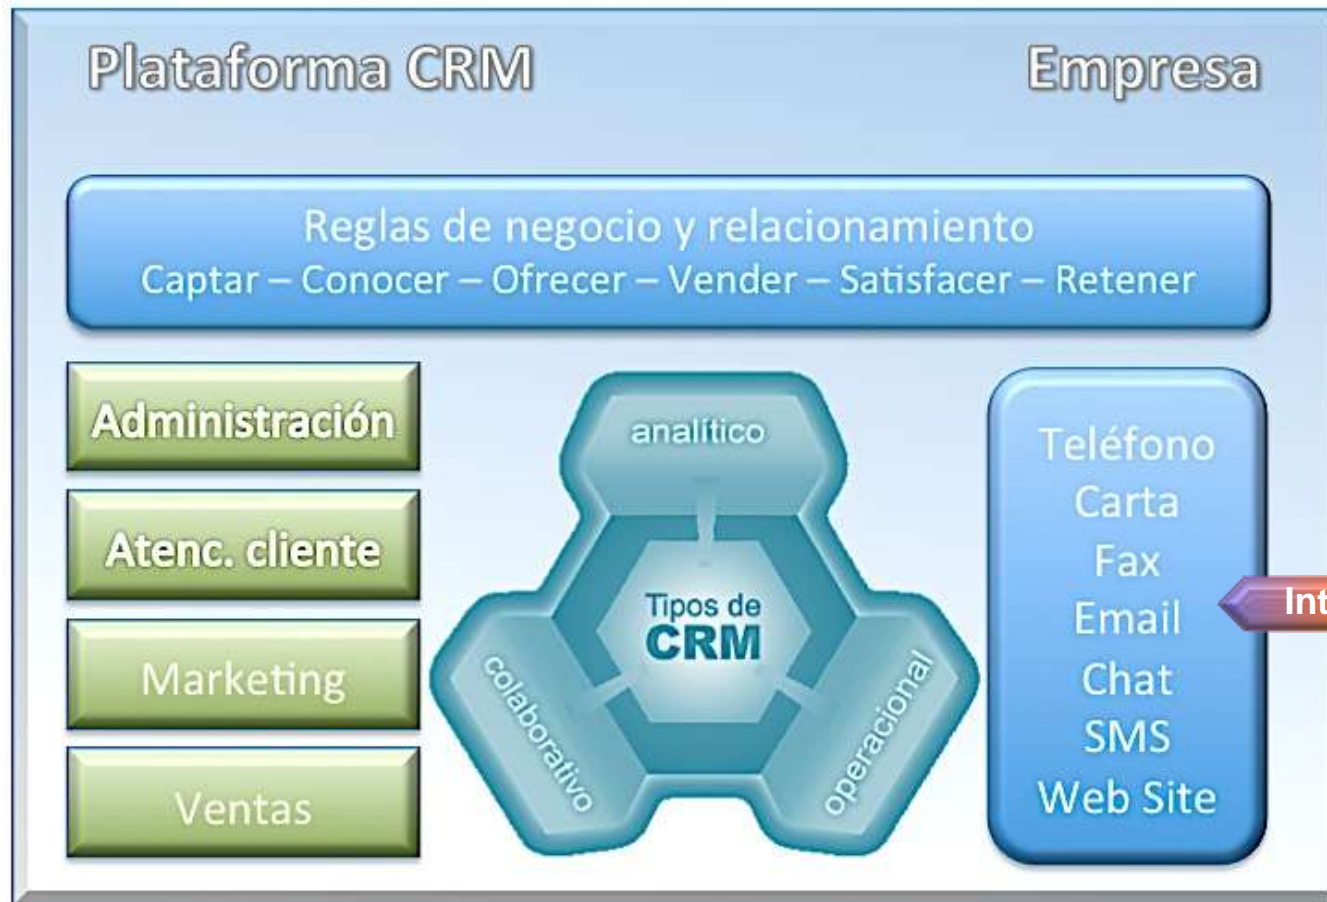 Plataforma CRM
Empresa
Reglas de negocio y relacionamiento
Captar – Conocer – Ofrecer – Vender – Satisfacer – Retener
Administración
Atenc. cliente
Marketing
Ventas
analítico
Tipos de
CRM
colaborativo
operacional
Teléfono
Carta
Fax
Email
Chat
SMS
Web Site